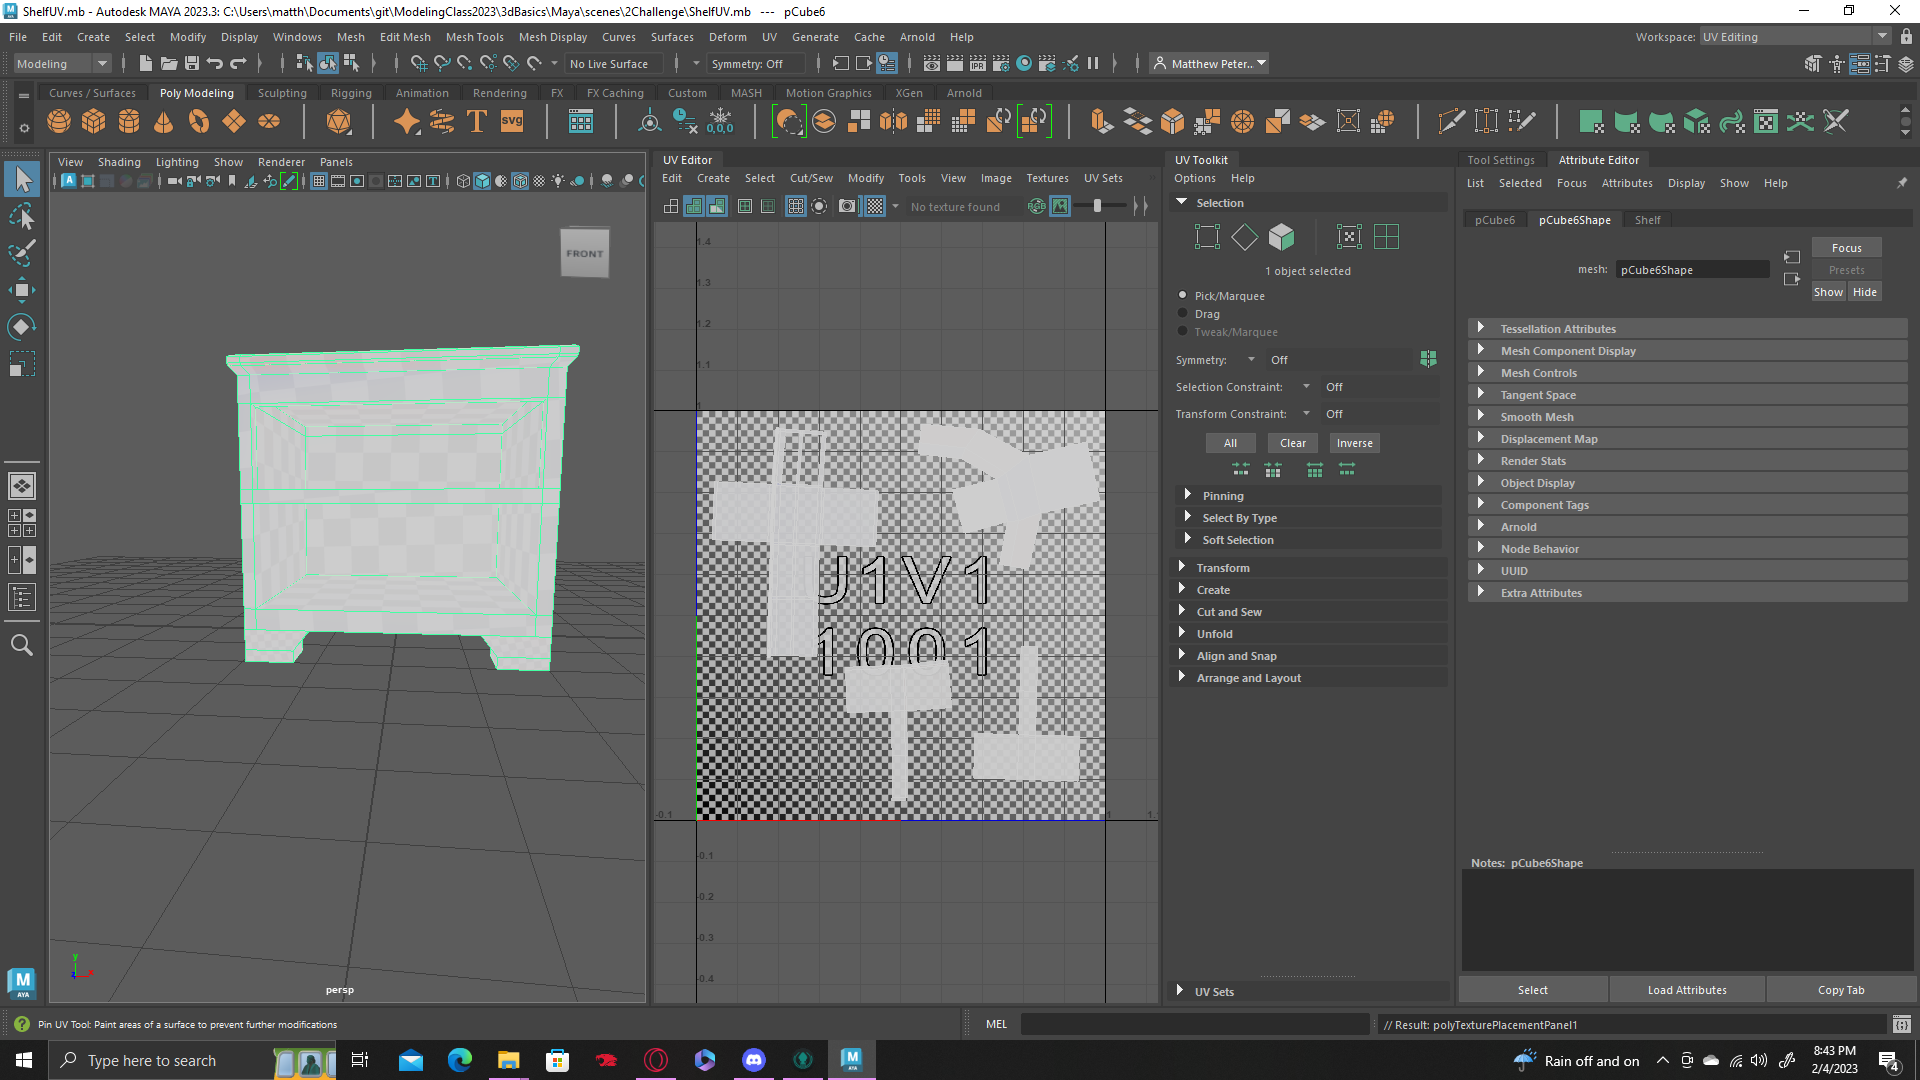 ShelfUV.mb - Autodesk MAYA 2023.3: C:\Users\matth\Documents\git\ModelingClass2023\3dBasics\Maya\scenes\2Challenge\ShelfUV.mb --- pCube6
File Edit Create Select Modify Display Windows Mesh Edit Mesh Mesh Tools Mesh Display Curves Surfaces Deform UV Generate Cache Arnold Help
Workspace: UV Editing
Modeling
No Live Surface
Symmetry: Off
IPR
Matthew Peter...
Curves / Surfaces Poly Modeling Sculpting Rigging Animation Rendering FX FX Caching Custom MASH Motion Graphics XGen Arnold
T svg 0,0,0
View Shading Lighting Show Renderer Panels
FRONT
persp
y
x
z
UV Editor
Edit Create Select Cut/Sew Modify Tools View Image Textures UV Sets
No texture found
RGB
1.4
1.3
1.2
1.1
1
U1V1
1001
-0.1 1 1.1
-0.1
-0.2
-0.3
-0.4
UV Toolkit
Options Help
Selection
1 object selected
Pick/Marquee
Drag
Tweak/Marquee
Symmetry: Off
Selection Constraint: Off
Transform Constraint: Off
All Clear Inverse
Pinning
Select By Type
Soft Selection
Transform
Create
Cut and Sew
Unfold
Align and Snap
Arrange and Layout
UV Sets
Tool Settings Attribute Editor
List Selected Focus Attributes Display Show Help
pCube6 pCube6Shape Shelf
Focus
mesh: pCube6Shape
Presets
Show Hide
Tessellation Attributes
Mesh Component Display
Mesh Controls
Tangent Space
Smooth Mesh
Displacement Map
Render Stats
Object Display
Component Tags
Arnold
Node Behavior
UUID
Extra Attributes
Notes: pCube6Shape
Select Load Attributes Copy Tab
M
AYA
Pin UV Tool: Paint areas of a surface to prevent further modifications
MEL
// Result: polyTexturePlacementPanel1
Type here to search
Rain off and on
8:43 PM
2/4/2023
4